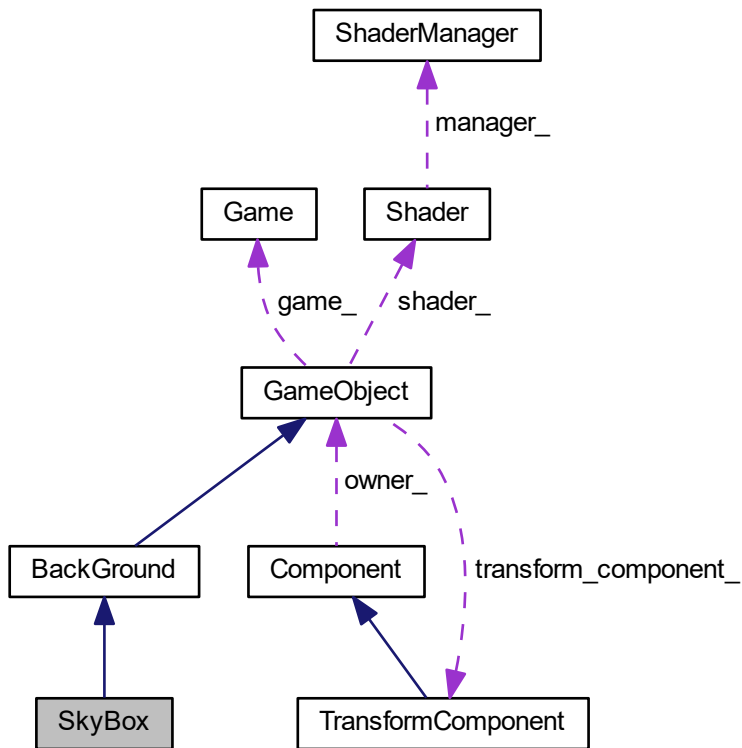 ShaderManager
manager_
Game
Shader
game_
shader_
GameObject
owner_
BackGround
Component
transform_component_
SkyBox
TransformComponent